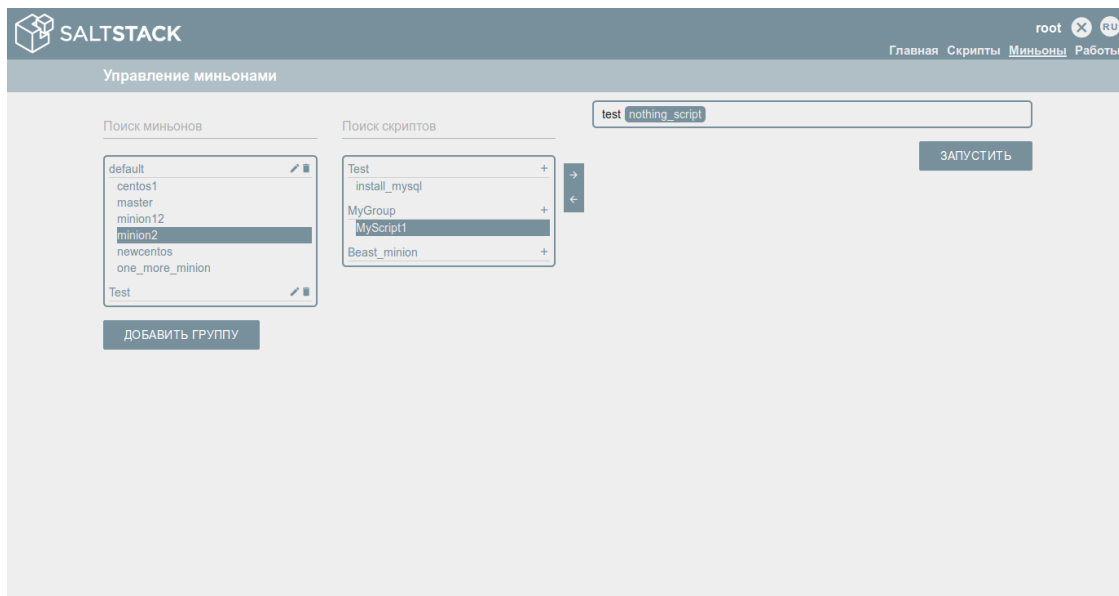 SALTSTACK
root RU
Главная Скрипты Миньоны Работы
Управление миньонами
Поиск миньонов
default
centos1
master
minion12
minion2
newcentos
one_more_minion
Test
ДОБАВИТЬ ГРУППУ
Поиск скриптов
Test +
install_mysql
MyGroup +
MyScript1
Beast_minion +
test nothing_script
ЗАПУСТИТЬ